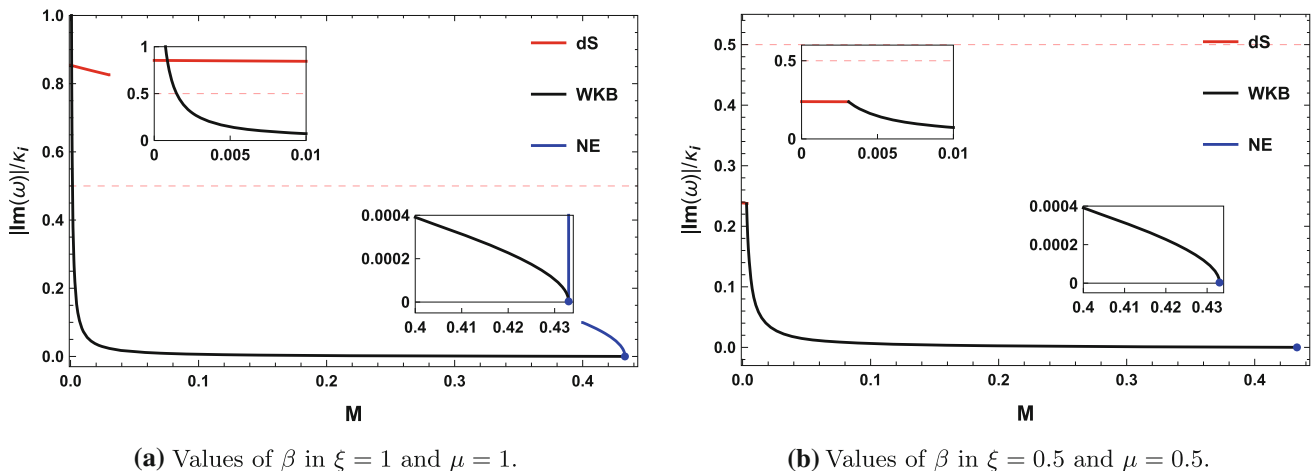 1.0
0.8
0.6
0.4
0.2
0.0
|Im(ω)|/κi
0.0 0.1 0.2 0.3 0.4
M
dS
WKB
NE
1
0.5
0
0 0.005 0.01
0.0004
0.0002
0
0.4 0.41 0.42 0.43
(a) Values of β in ξ = 1 and μ = 1.
0.5
0.4
0.3
0.2
0.1
0.0
|Im(ω)|/κi
0.0 0.1 0.2 0.3 0.4
M
dS
WKB
NE
0.5
0
0 0.005 0.01
0.0004
0.0002
0
0.4 0.41 0.42 0.43
(b) Values of β in ξ = 0.5 and μ = 0.5.